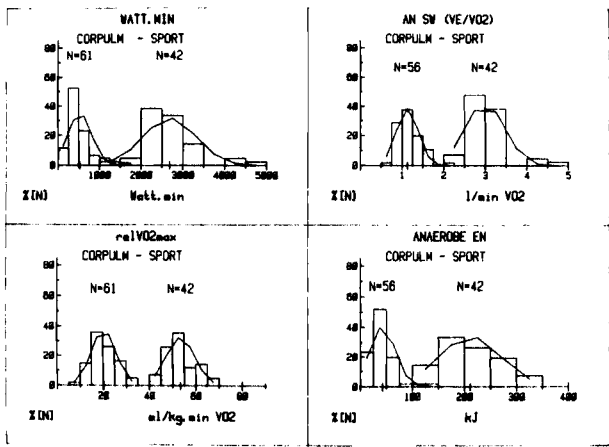 WATT.MIN
CORPULM - SPORT
N=61 N=42
80
60
40
20
0
1000 2000 3000 4000 5000
%[N] Watt.min
AN SW (VE/VO2)
CORPULM - SPORT
N=56 N=42
80
60
40
20
0
1 2 3 4 5
%[N] l/min VO2
relVO2max
CORPULM - SPORT
N=61 N=42
80
60
40
20
0
20 40 60 80
%[N] ml/kg.min VO2
ANAEROBE EN
CORPULM - SPORT
N=56 N=42
80
60
40
20
0
100 200 300 400
%[N] kJ